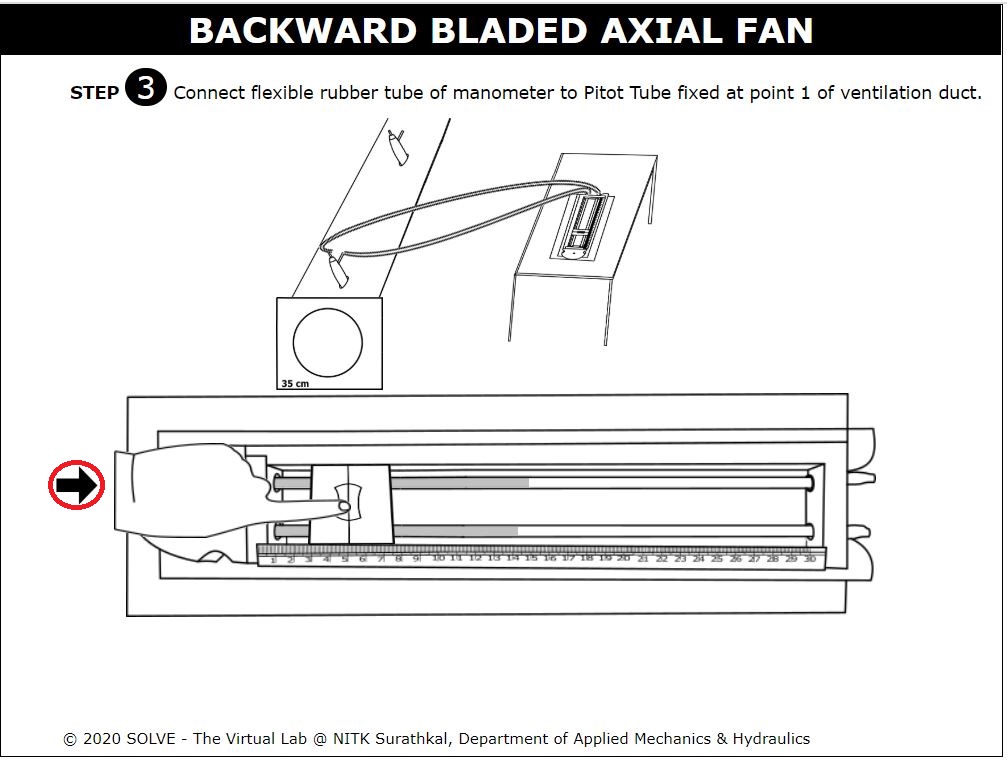 BACKWARD BLADED AXIAL FAN
STEP 3 Connect flexible rubber tube of manometer to Pitot Tube fixed at point 1 of ventilation duct.
35 cm
1 2 3 4 5 6 7 8 9 10 11 12 13 14 15 16 17 18 19 20 21 22 23 24 25 26 27 28 29 30
© 2020 SOLVE - The Virtual Lab @ NITK Surathkal, Department of Applied Mechanics & Hydraulics